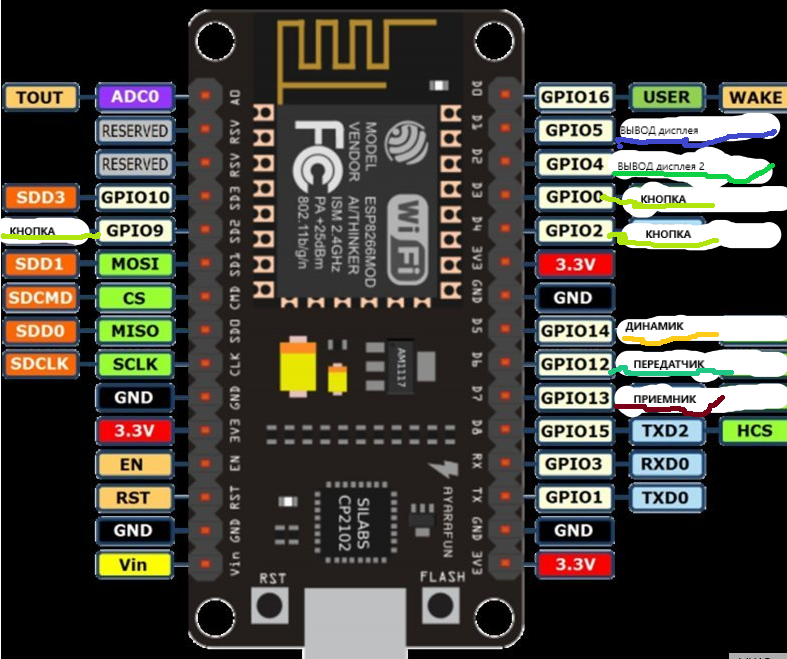 TOUT ADC0 A0 D0 GPIO16 USER WAKE
RESERVED RSV D1 GPIO5 ВЫВОД дисплея
RESERVED RSV D2 GPIO4 ВЫВОД дисплея 2
SDD3 GPIO10 SD3 D3 GPIO0 КНОПКА
КНОПКА GPIO9 SD2 D4 GPIO2 КНОПКА
SDD1 MOSI SD1 3V3 3.3V
SDCMD CS CMD GND GND
SDD0 MISO SD0 D5 GPIO14 ДИНАМИК
SDCLK SCLK CLK D6 GPIO12 ПЕРЕДАТЧИК
GND GND D7 GPIO13 ПРИЕМНИК
3.3V 3V3 D8 GPIO15 TXD2 HCS
EN EN RX GPIO3 RXD0
RST RST TX GPIO1 TXD0
GND GND GND GND
Vin Vin 3V3 3.3V
MODEL ESP8266MOD
VENDOR AI/THINKER
ISM 2.4GHz
PA +25dBm
802.11b/g/n
FC
Wi Fi
AM1117
SILABS
CP2102
AYARAFUN
RST
FLASH